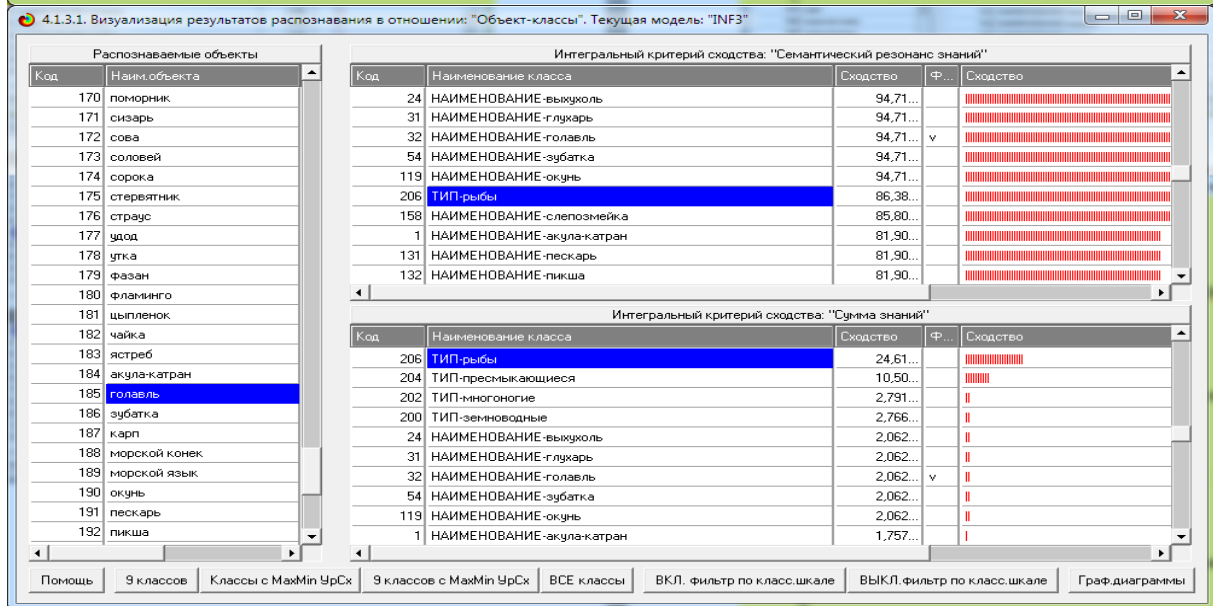 4.1.3.1. Визуализация результатов распознавания в отношении: "Объект-классы". Текущая модель: "INF3"
Распознаваемые объекты
Код Наим.объекта
170 поморник
171 сизарь
172 сова
173 соловей
174 сорока
175 стервятник
176 страус
177 удод
178 утка
179 фазан
180 фламинго
181 цыпленок
182 чайка
183 ястреб
184 акула-катран
185 голавль
186 зубатка
187 карп
188 морской конек
189 морской язык
190 окунь
191 пескарь
192 пикша
Интегральный критерий сходства: "Семантический резонанс знаний"
Код Наименование класса Сходство Ф... Сходство
24 НАИМЕНОВАНИЕ-выхухоль 94,71...
31 НАИМЕНОВАНИЕ-глухарь 94,71...
32 НАИМЕНОВАНИЕ-голавль 94,71... v
54 НАИМЕНОВАНИЕ-зубатка 94,71...
119 НАИМЕНОВАНИЕ-окунь 94,71...
206 ТИП-рыбы 86,38...
158 НАИМЕНОВАНИЕ-слепозмейка 85,80...
1 НАИМЕНОВАНИЕ-акула-катран 81,90...
131 НАИМЕНОВАНИЕ-пескарь 81,90...
132 НАИМЕНОВАНИЕ-пикша 81,90...
Интегральный критерий сходства: "Сумма знаний"
Код Наименование класса Сходство Ф... Сходство
206 ТИП-рыбы 24,61...
204 ТИП-пресмыкающиеся 10,50...
202 ТИП-многоногие 2,791...
200 ТИП-земноводные 2,766...
24 НАИМЕНОВАНИЕ-выхухоль 2,062...
31 НАИМЕНОВАНИЕ-глухарь 2,062...
32 НАИМЕНОВАНИЕ-голавль 2,062... v
54 НАИМЕНОВАНИЕ-зубатка 2,062...
119 НАИМЕНОВАНИЕ-окунь 2,062...
1 НАИМЕНОВАНИЕ-акула-катран 1,757...
Помощь 9 классов Классы с MaxMin УрСх 9 классов с MaxMin УрСх ВСЕ классы ВКЛ. фильтр по класс.шкале ВЫКЛ.фильтр по класс.шкале Граф.диаграммы